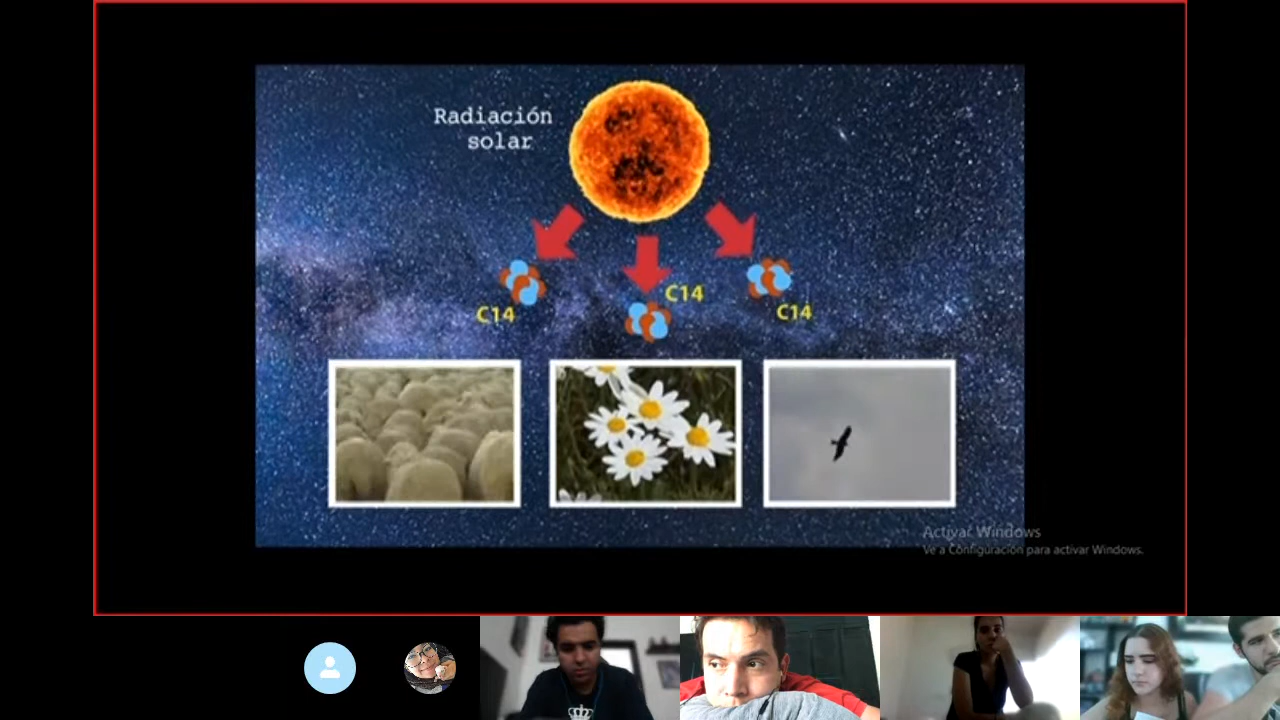 Radiación
solar
C14
C14
C14
Activar Windows
Ve a Configuración para activar Windows.